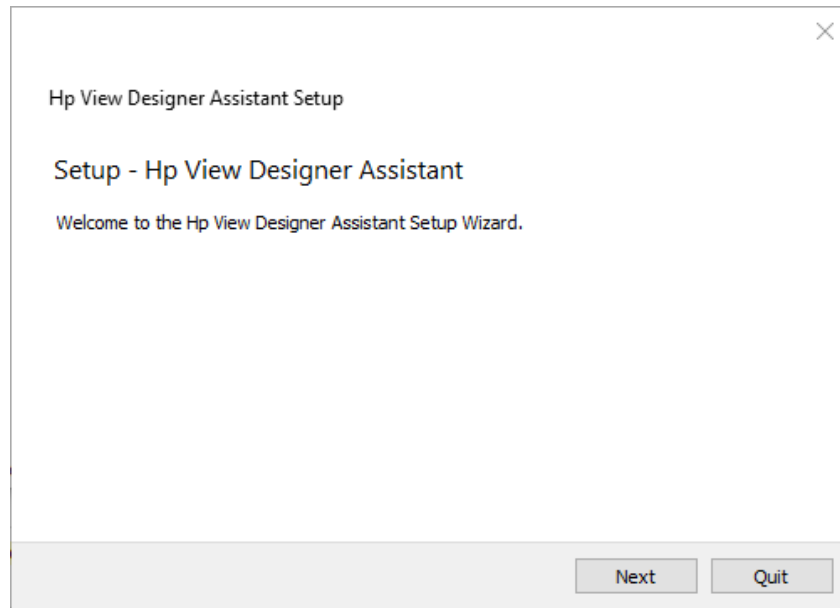 Hp View Designer Assistant Setup
Setup - Hp View Designer Assistant
Welcome to the Hp View Designer Assistant Setup Wizard.
Next Quit